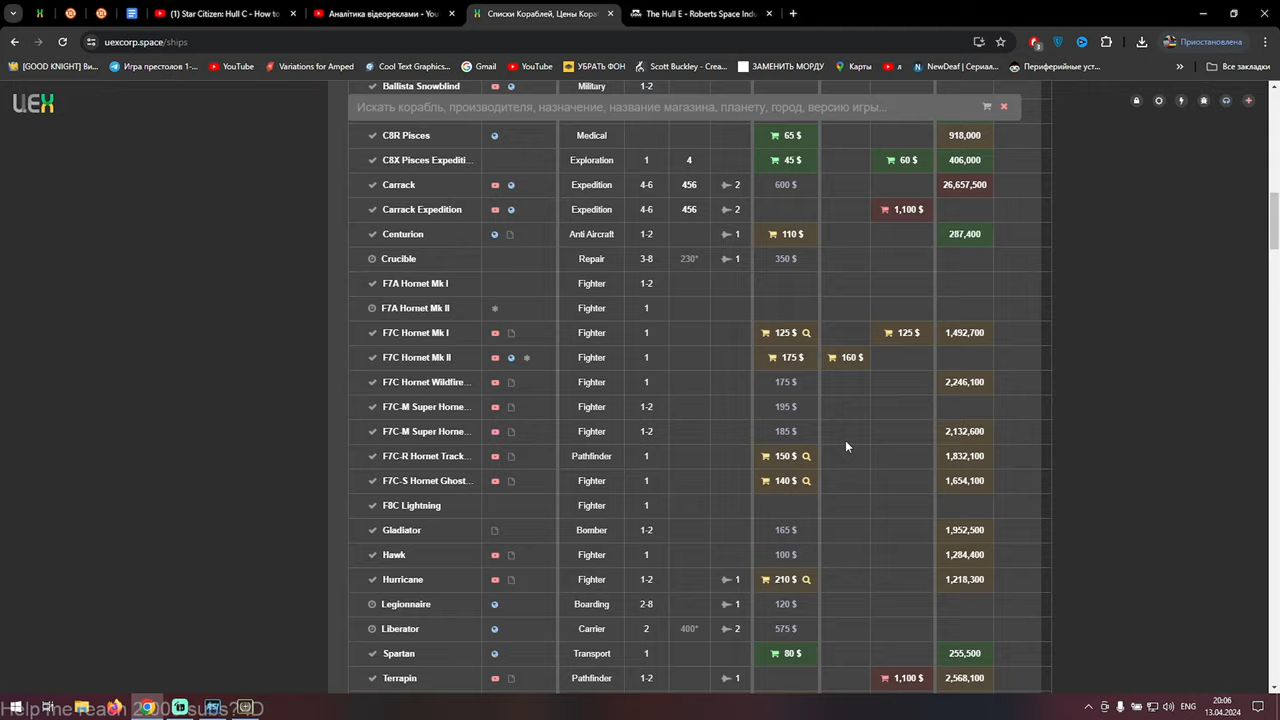 (1) Star Citizen: Hull C - How to
Аналітика відеореклами - You
Списки Кораблей, Цены Кораб
The Hull E - Roberts Space Ind
uexcorp.space/ships
3
Приостановлена
[GOOD KNIGHT] Ви...
Игра престолов 1-...
YouTube
Variations for Amped
Cool Text Graphics...
Gmail
YouTube
УБРАТЬ ФОН
Scott Buckley - Crea...
ЗАМЕНИТЬ МОРДУ
Карты
л
NewDeaf | Сериал...
Периферийные уст...
»
Все закладки
UEX
Ballista Snowblind Military 1-2
Искать корабль, производителя, назначение, название магазина, планету, город, версию игры...
C8R Pisces Medical 65 $ 918,000
C8X Pisces Expediti... Exploration 1 4 45 $ 60 $ 406,000
Carrack Expedition 4-6 456 2 600 $ 26,657,500
Carrack Expedition Expedition 4-6 456 2 1,100 $
Centurion Anti Aircraft 1-2 1 110 $ 287,400
Crucible Repair 3-8 230* 1 350 $
F7A Hornet Mk I Fighter 1-2
F7A Hornet Mk II Fighter 1
F7C Hornet Mk I Fighter 1 125 $ 125 $ 1,492,700
F7C Hornet Mk II Fighter 1 175 $ 160 $
F7C Hornet Wildfire... Fighter 1 175 $ 2,246,100
F7C-M Super Horne... Fighter 1-2 195 $
F7C-M Super Horne... Fighter 1-2 185 $ 2,132,600
F7C-R Hornet Track... Pathfinder 1 150 $ 1,832,100
F7C-S Hornet Ghost... Fighter 1 140 $ 1,654,100
F8C Lightning Fighter 1
Gladiator Bomber 1-2 165 $ 1,952,500
Hawk Fighter 1 100 $ 1,284,400
Hurricane Fighter 1-2 1 210 $ 1,218,300
Legionnaire Boarding 2-8 1 120 $
Liberator Carrier 2 400* 2 575 $
Spartan Transport 1 80 $ 255,500
Terrapin Pathfinder 1-2 1 1,100 $ 2,568,100
ENG
20:06
13.04.2024